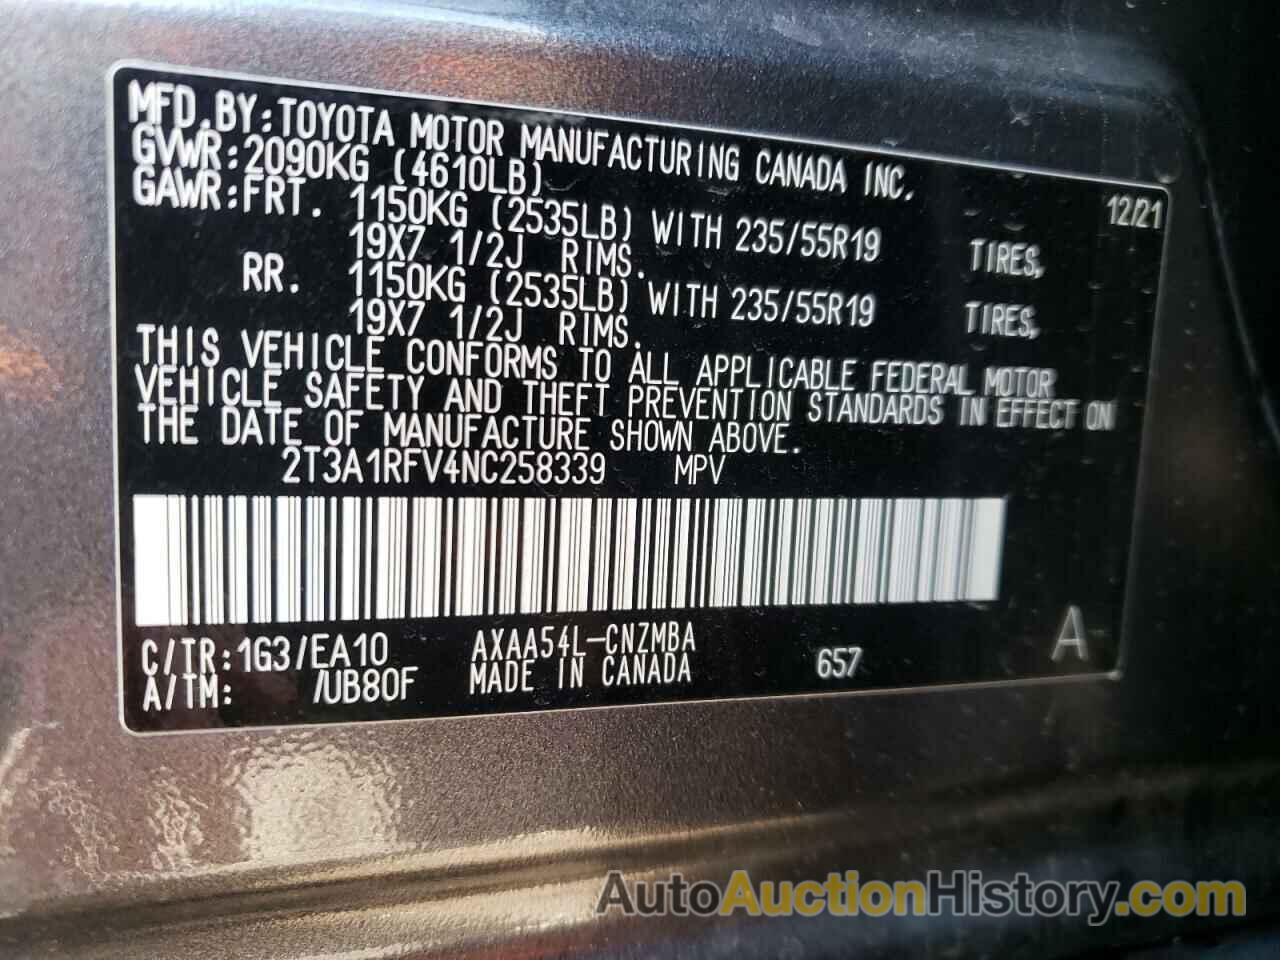 MFD.BY:TOYOTA MOTOR MANUFACTURING CANADA INC.
GVWR:2090KG (4610LB) 12/21
GAWR:FRT. 1150KG (2535LB) WITH 235/55R19 TIRES,
19X7 1/2J RIMS.
RR. 1150KG (2535LB) WITH 235/55R19 TIRES,
19X7 1/2J RIMS.
THIS VEHICLE CONFORMS TO ALL APPLICABLE FEDERAL MOTOR
VEHICLE SAFETY AND THEFT PREVENTION STANDARDS IN EFFECT ON
THE DATE OF MANUFACTURE SHOWN ABOVE.
2T3A1RFV4NC258339 MPV
C/TR:1G3/EA10 AXAA54L-CNZMBA 657 A
A/TM: /UB80F MADE IN CANADA
AutoAuctionHistory.com